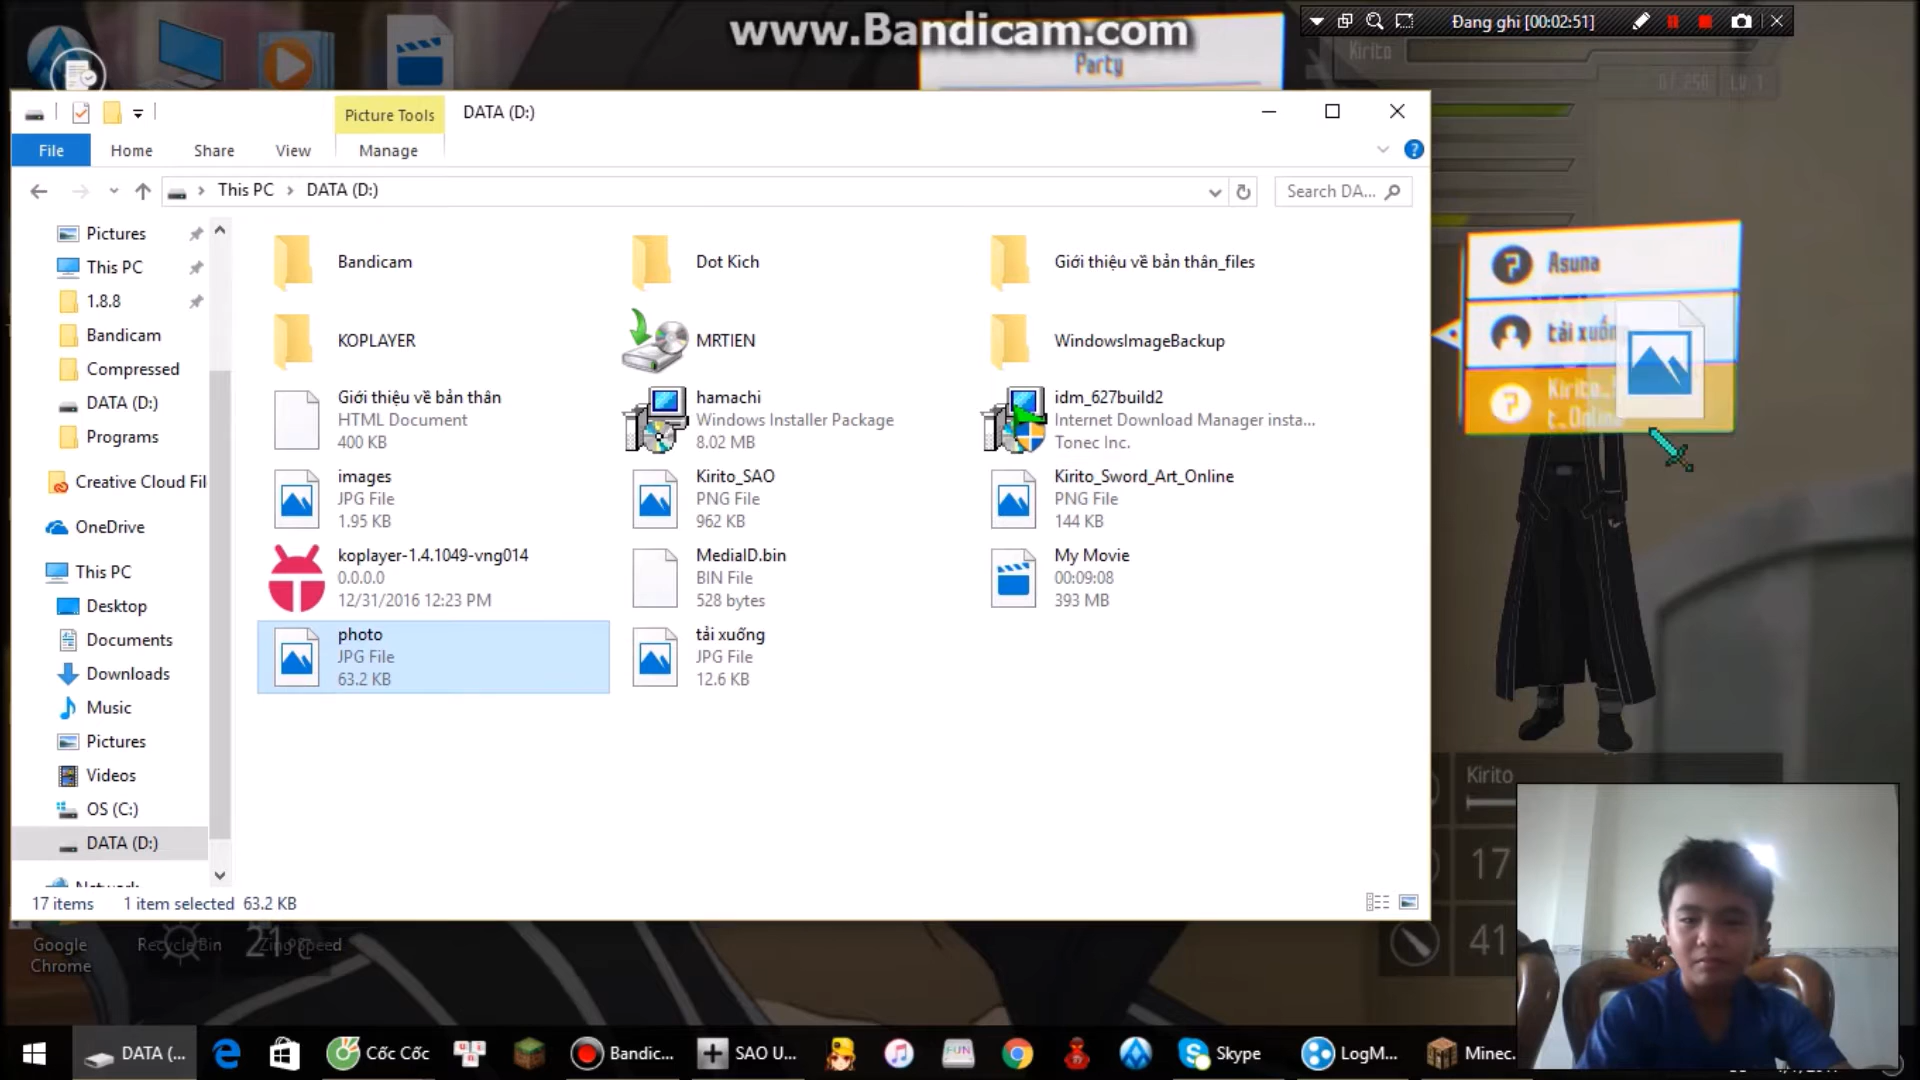 www.Bandicam.com
Đang ghi [00:02:51]
Party
Kirito
Picture Tools
DATA (D:)
File
Home
Share
View
Manage
This PC
DATA (D:)
Search DA...
Pictures
This PC
1.8.8
Bandicam
Compressed
DATA (D:)
Programs
Creative Cloud Fil
OneDrive
This PC
Desktop
Documents
Downloads
Music
Pictures
Videos
OS (C:)
DATA (D:)
Network
Bandicam
Dot Kich
Giới thiệu về bản thân_files
KOPLAYER
MRTIEN
WindowsImageBackup
Giới thiệu về bản thân
HTML Document
400 KB
hamachi
Windows Installer Package
8.02 MB
idm_627build2
Internet Download Manager insta...
Tonec Inc.
images
JPG File
1.95 KB
Kirito_SAO
PNG File
962 KB
Kirito_Sword_Art_Online
PNG File
144 KB
koplayer-1.4.1049-vng014
0.0.0.0
12/31/2016 12:23 PM
MediaID.bin
BIN File
528 bytes
My Movie
00:09:08
393 MB
photo
JPG File
63.2 KB
tải xuống
JPG File
12.6 KB
17 items
1 item selected
63.2 KB
Asuna
tải xuốn
Kirito
17
41
Google
Chrome
Recycle Bin
DATA (...
Cốc Cốc
Bandic...
SAO U...
FUN
Skype
LogM...
Minec...